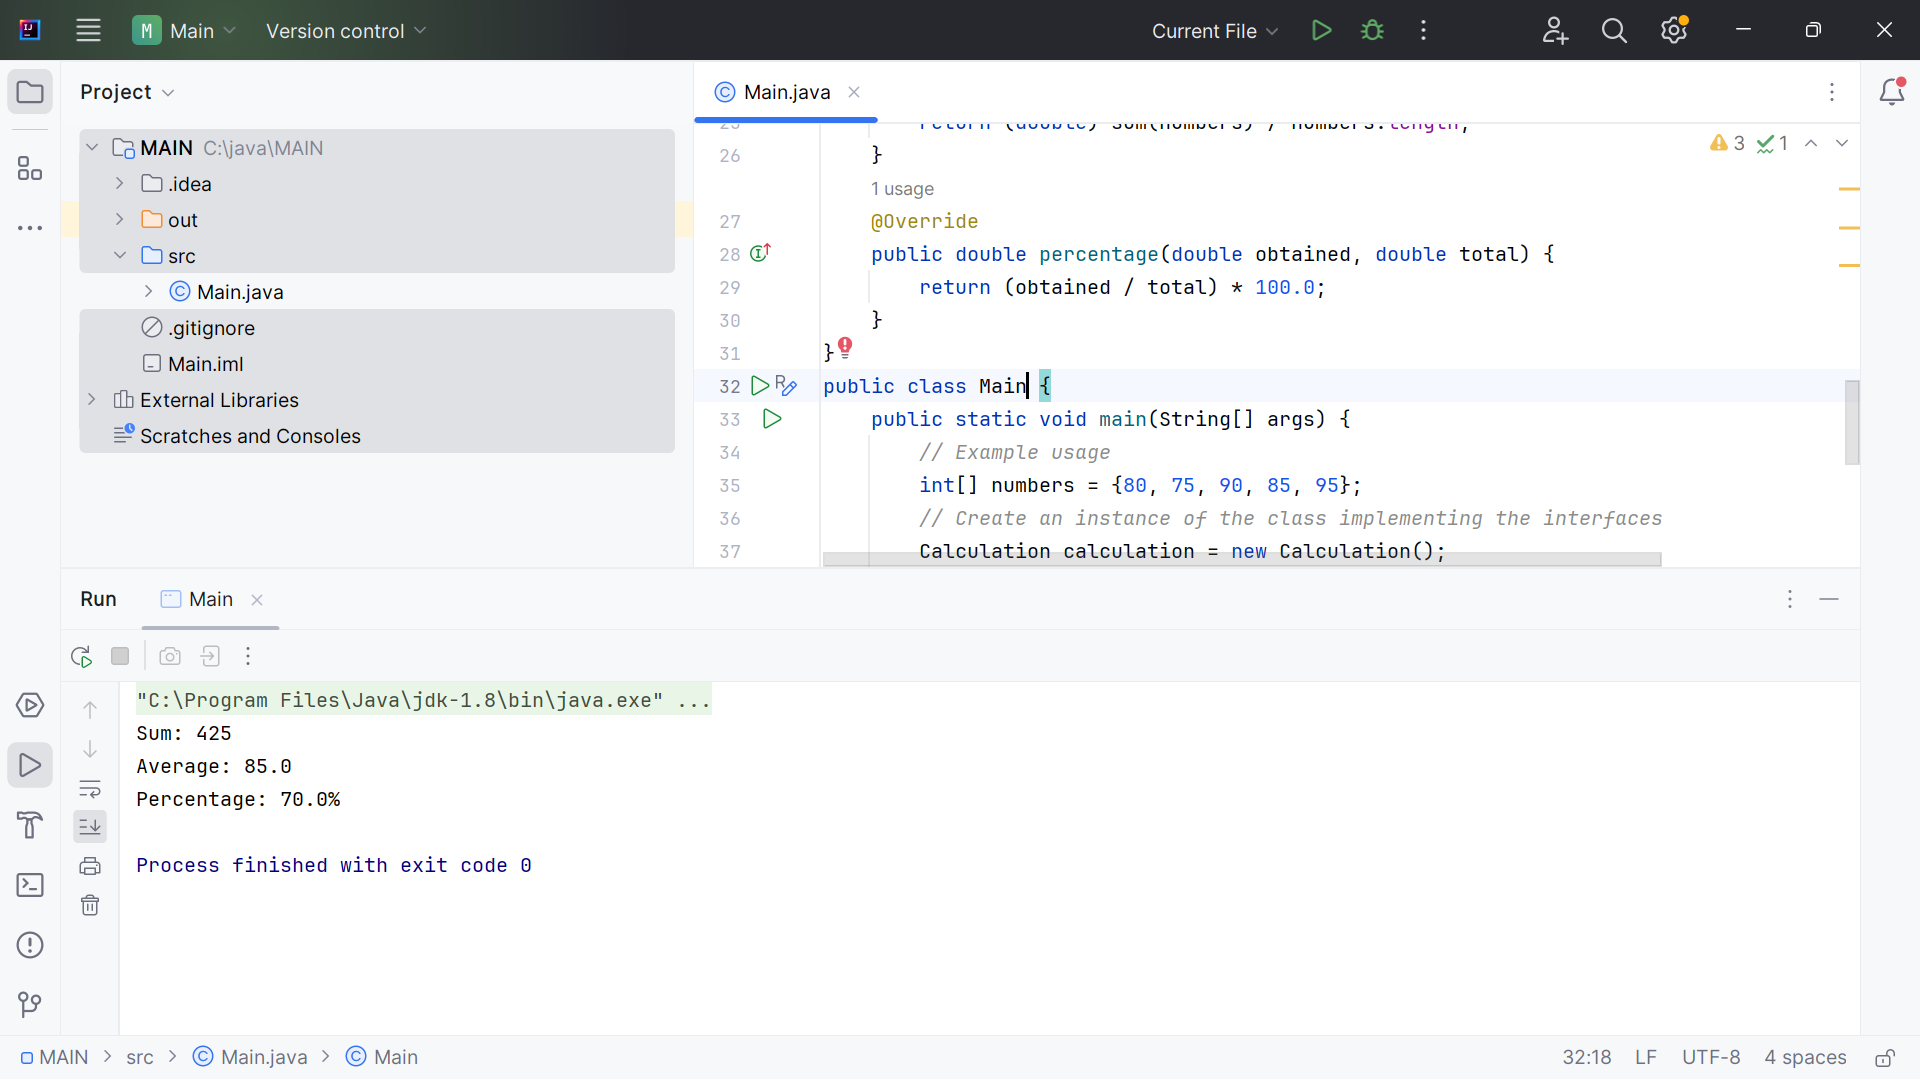 M Main Version control Current File
Project
MAIN C:\java\MAIN
.idea
out
src
Main.java
.gitignore
Main.iml
External Libraries
Scratches and Consoles
Main.java
25 return (double) sum(numbers) / numbers.length;
26 }
1 usage
27 @Override
28 public double percentage(double obtained, double total) {
29 return (obtained / total) * 100.0;
30 }
31 }
32 public class Main {
33 public static void main(String[] args) {
34 // Example usage
35 int[] numbers = {80, 75, 90, 85, 95};
36 // Create an instance of the class implementing the interfaces
37 Calculation calculation = new Calculation();
3 1
Run Main
"C:\Program Files\Java\jdk-1.8\bin\java.exe" ...
Sum: 425
Average: 85.0
Percentage: 70.0%
Process finished with exit code 0
MAIN > src > Main.java > Main 32:18 LF UTF-8 4 spaces